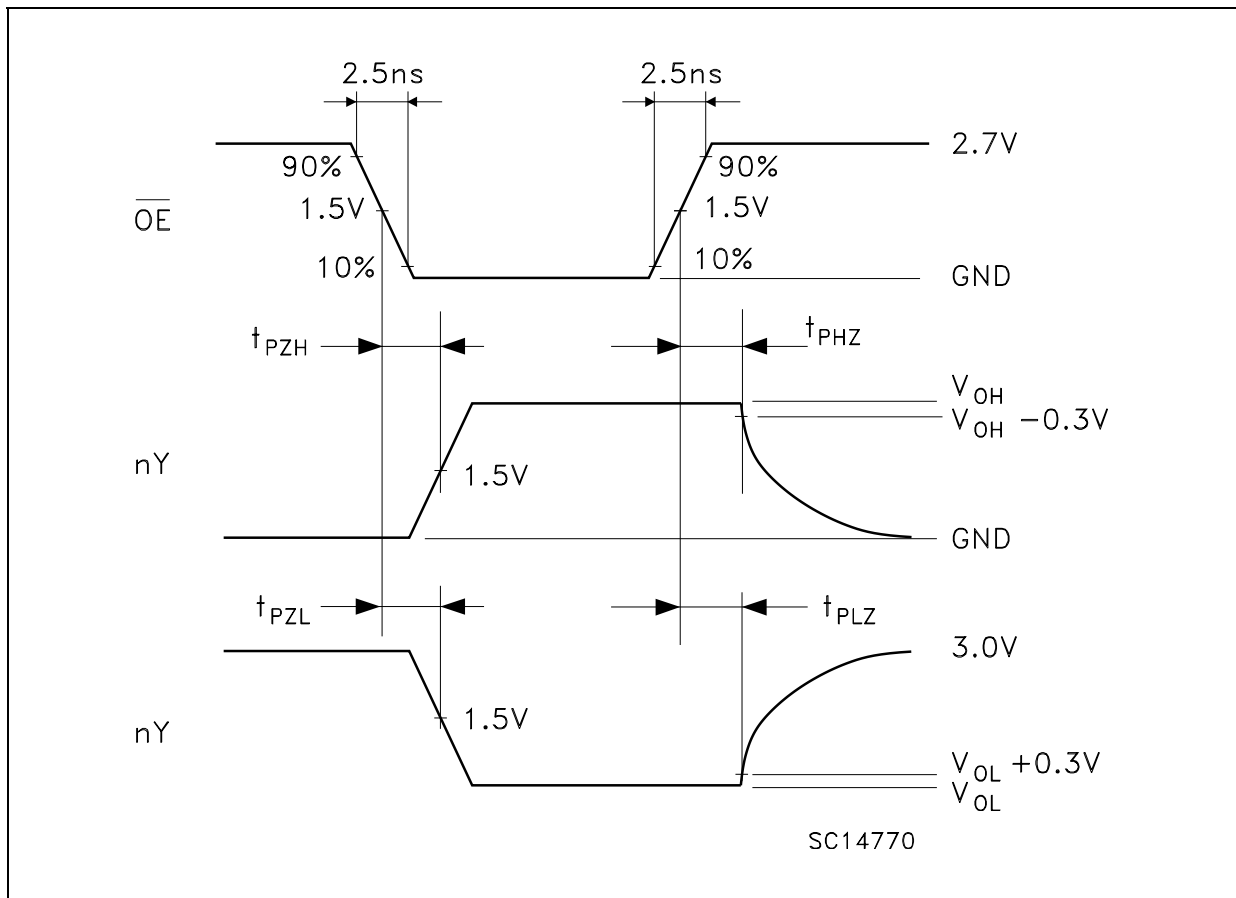 2.5ns 2.5ns
2.7V
90% 90%
O̅E̅ 1.5V 1.5V
10% 10% GND
tPZH tPHZ
VOH
VOH −0.3V
nY 1.5V
GND
tPZL tPLZ
3.0V
nY 1.5V
VOL +0.3V
VOL
SC14770